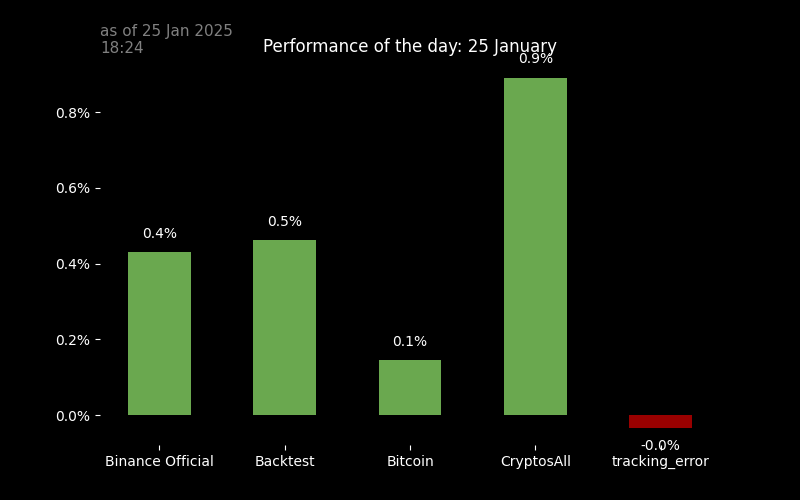 as of 25 Jan 2025
18:24
Performance of the day: 25 January
0.9%
0.8%
0.6%
0.5%
0.4%
0.4%
0.1%
0.2%
0.0%
-0.0%
Binance Official
Backtest
Bitcoin
CryptosAll
tracking_error